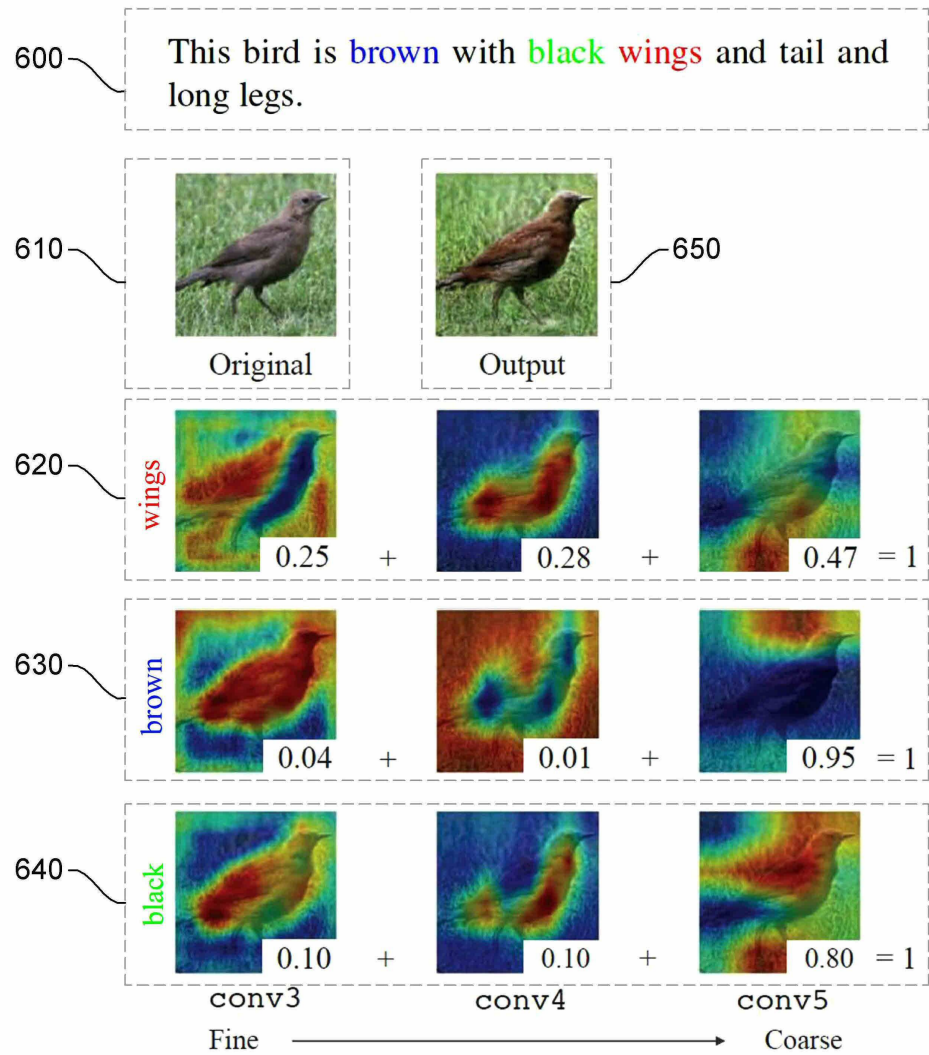 600
This bird is brown with black wings and tail and
long legs.
610
650
Original
Output
620
wings
0.25 + 0.28 + 0.47 = 1
630
brown
0.04 + 0.01 + 0.95 = 1
640
black
0.10 + 0.10 + 0.80 = 1
conv3 conv4 conv5
Fine Coarse